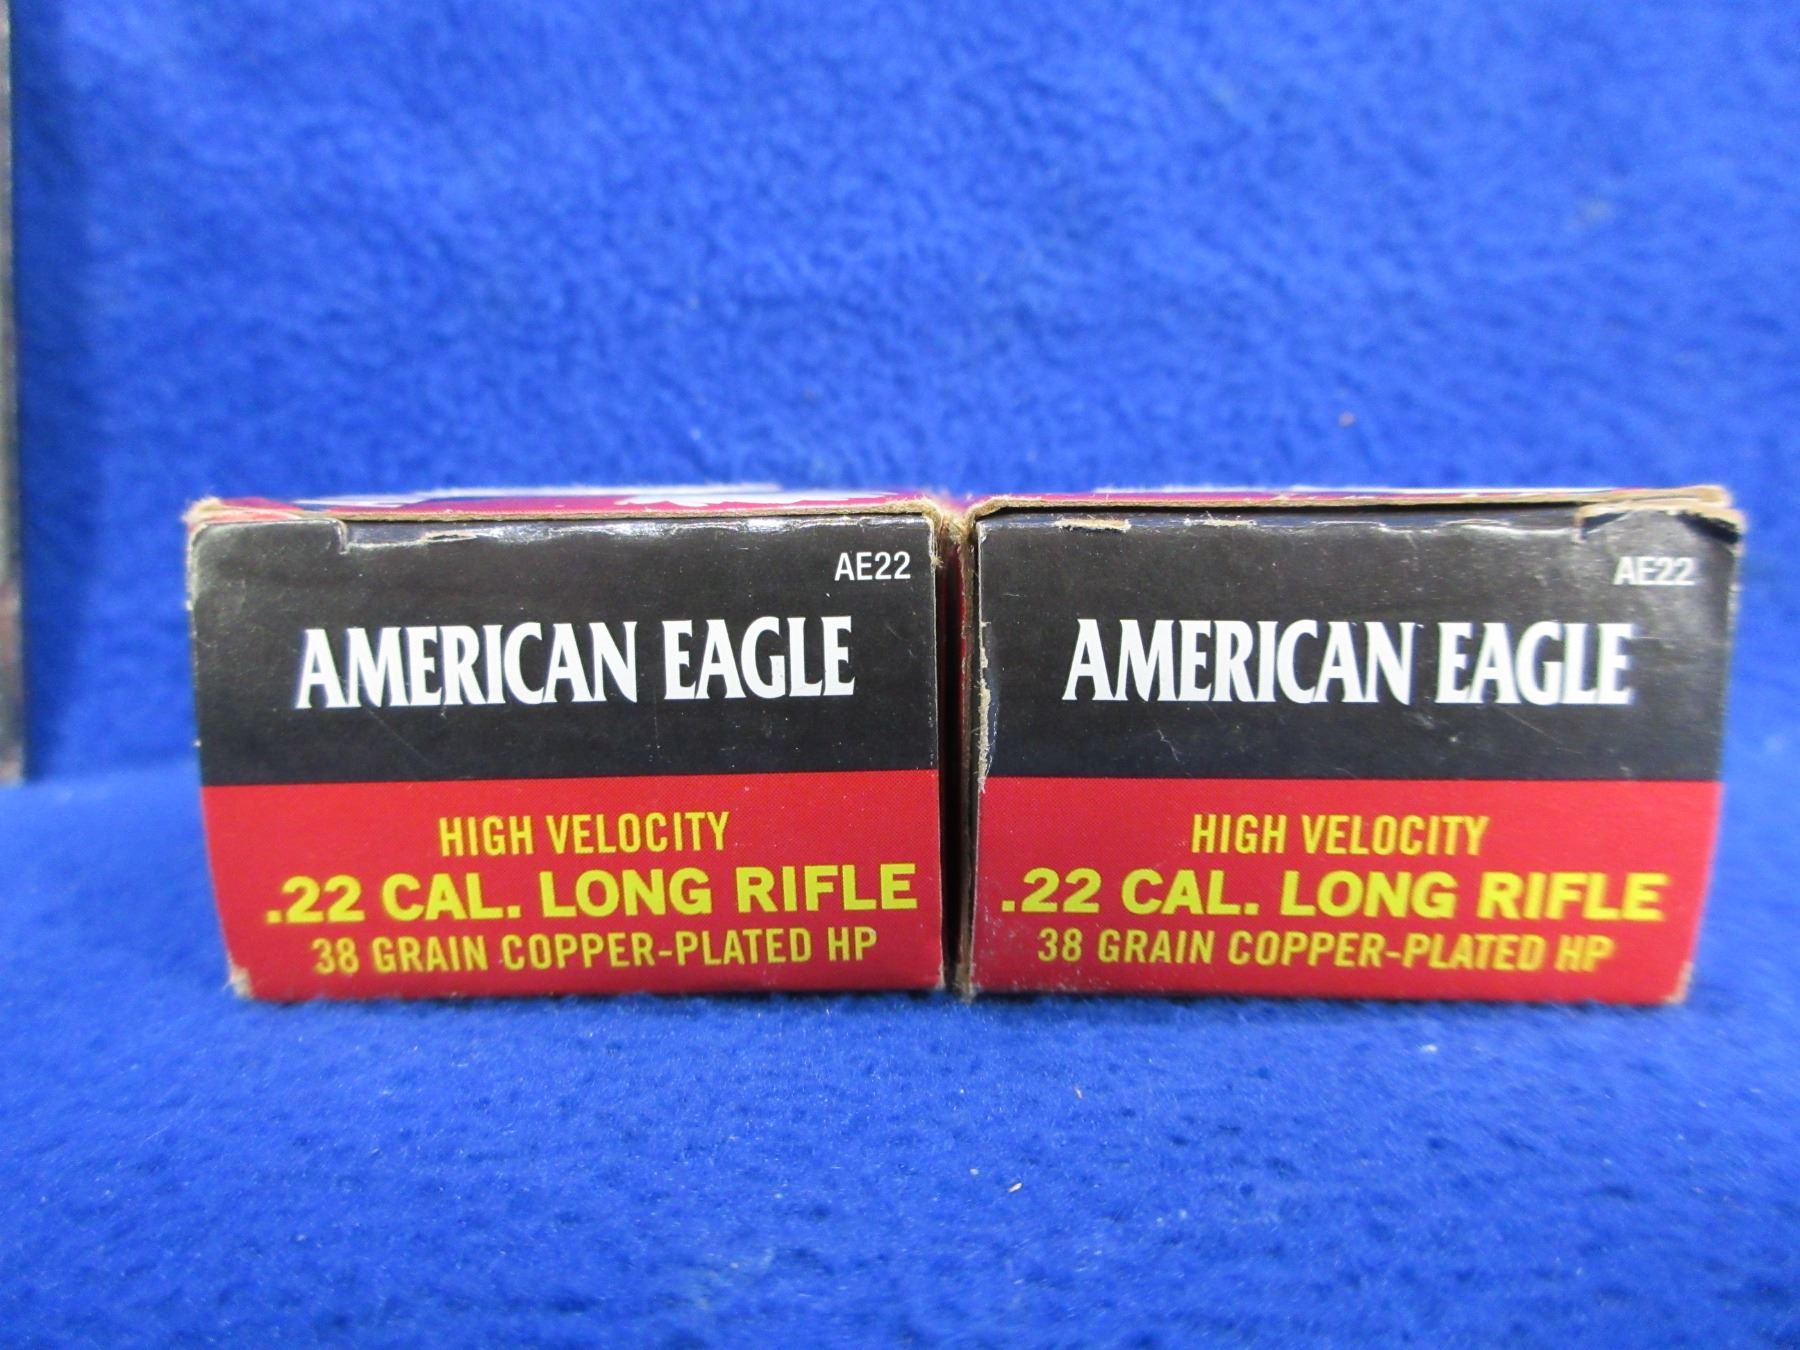 AE22
AMERICAN EAGLE
HIGH VELOCITY
.22 CAL. LONG RIFLE
38 GRAIN COPPER-PLATED HP
AE22
AMERICAN EAGLE
HIGH VELOCITY
.22 CAL. LONG RIFLE
38 GRAIN COPPER-PLATED HP